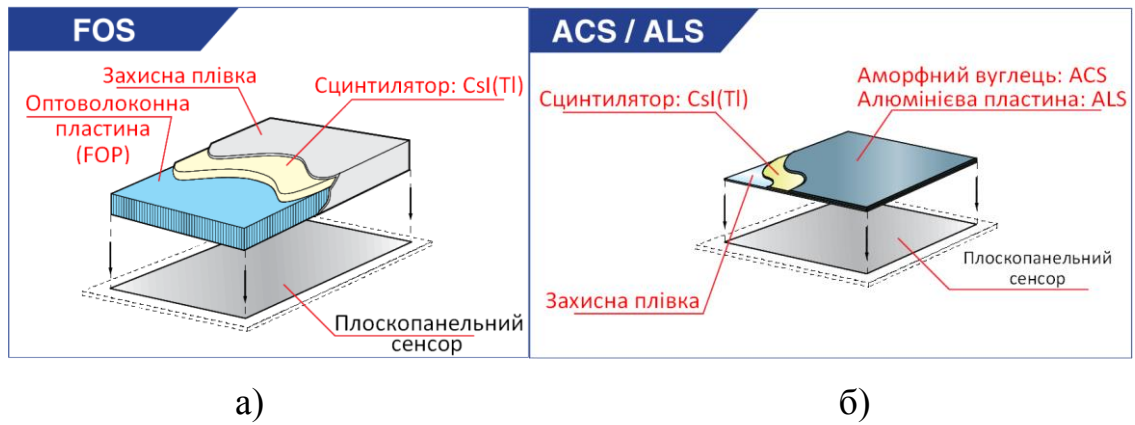 FOS
Захисна плівка
Сцинтилятор: CsI(Tl)
Оптоволоконна
пластина
(FOP)
Плоскопанельний
сенсор
а)
ACS / ALS
Аморфний вуглець: ACS
Сцинтилятор: CsI(Tl)
Алюмінієва пластина: ALS
Плоскопанельний
сенсор
Захисна плівка
б)